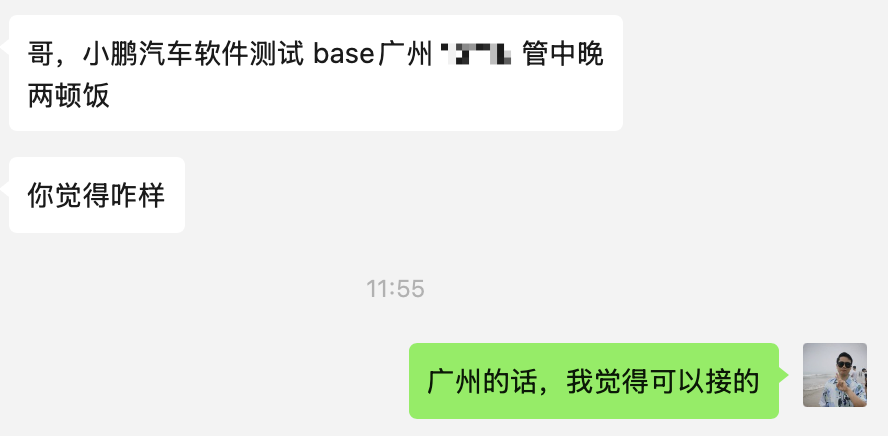 哥，小鹏汽车软件测试 base广州 管中晚
两顿饭
你觉得咋样
11:55
广州的话，我觉得可以接的